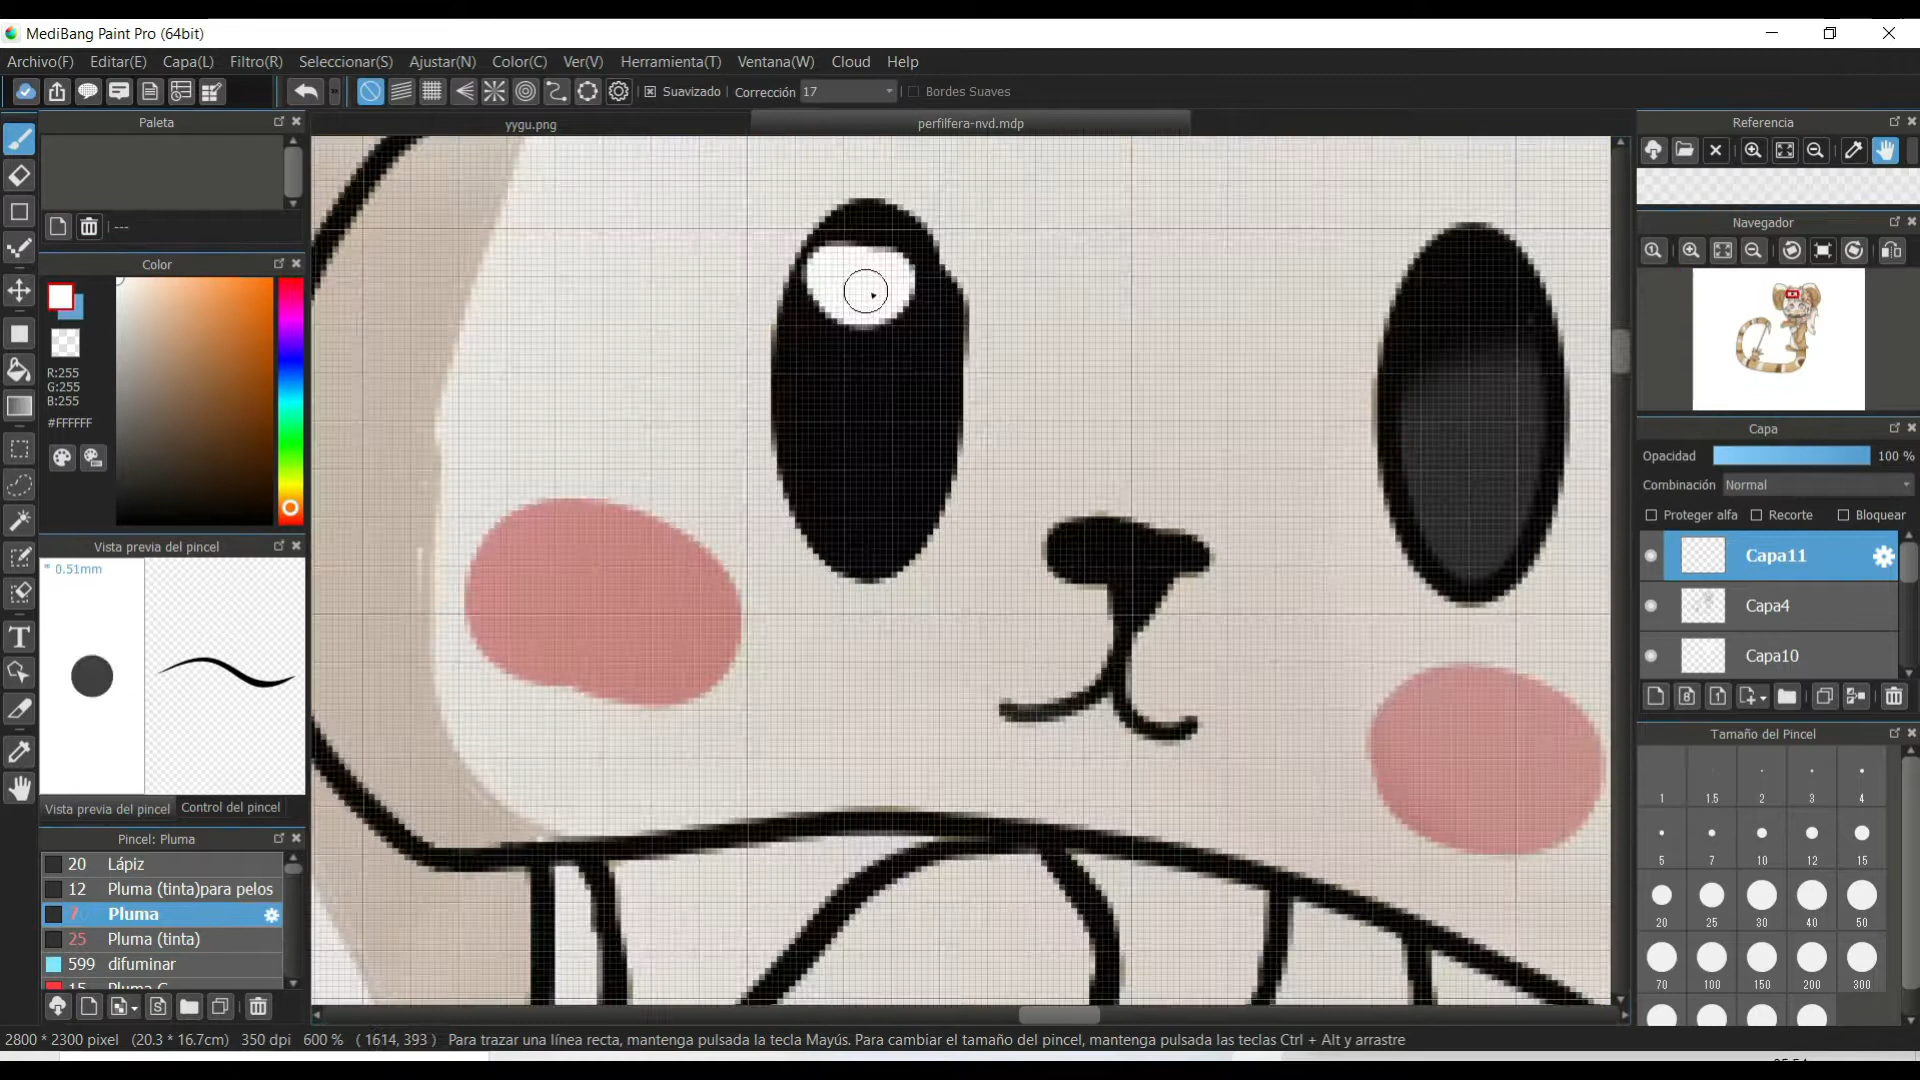 MediBang Paint Pro (64bit)
Archivo(F) Editar(E) Capa(L) Filtro(R) Seleccionar(S) Ajustar(N) Color(C) Ver(V) Herramienta(T) Ventana(W) Cloud Help
Suavizado Corrección 17 Bordes Suaves
Paleta
yygu.png
perfilfera-nvd.mdp
Referencia
---
Navegador
Color
R:255
G:255
B:255
#FFFFFF
Capa
Opacidad 100 %
Combinación Normal
Proteger alfa Recorte Bloquear
Capa11
Capa4
Capa10
Vista previa del pincel
* 0.51mm
Vista previa del pincel Control del pincel
Tamaño del Pincel
1 1.5 2 3 4
5 7 10 12 15
20 25 30 40 50
70 100 150 200 300
Pincel: Pluma
20 Lápiz
12 Pluma (tinta)para pelos
7 Pluma
25 Pluma (tinta)
599 difuminar
2800 * 2300 pixel (20.3 * 16.7cm) 350 dpi 600 % ( 1614, 393 ) Para trazar una línea recta, mantenga pulsada la tecla Mayús. Para cambiar el tamaño del pincel, mantenga pulsada las teclas Ctrl + Alt y arrastre